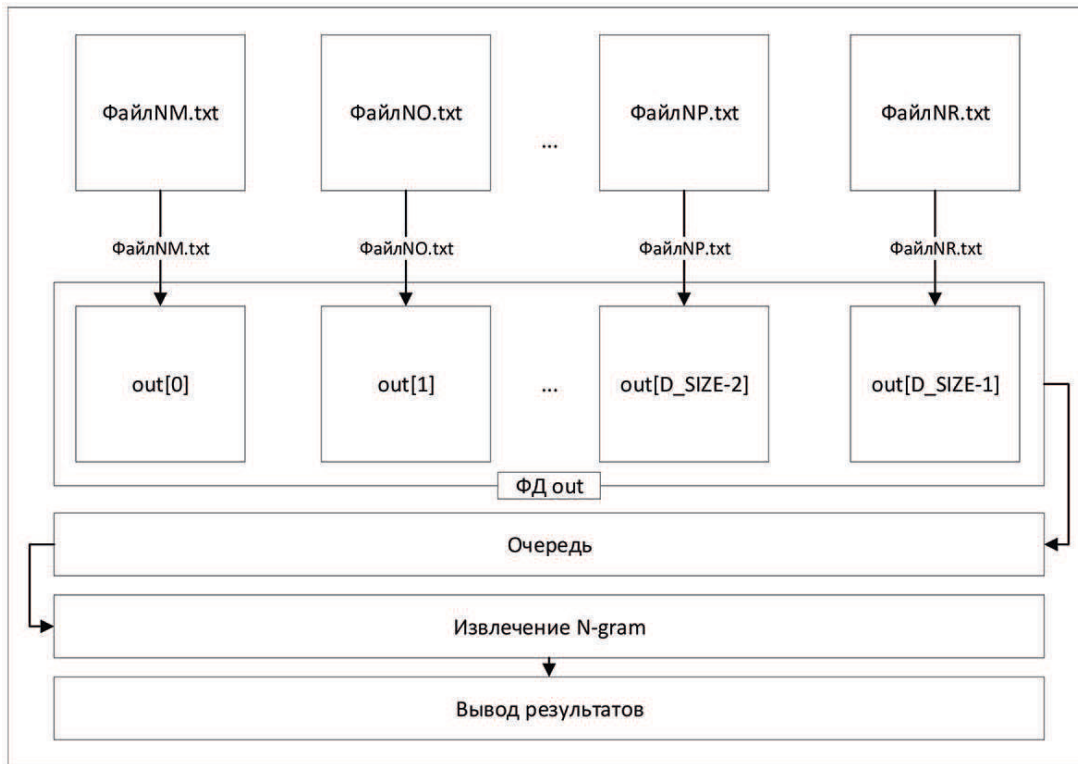 ФайлNM.txt
ФайлNO.txt
...
ФайлNP.txt
ФайлNR.txt
ФайлNM.txt
ФайлNO.txt
ФайлNP.txt
ФайлNR.txt
out[0]
out[1]
...
out[D_SIZE-2]
out[D_SIZE-1]
ФД out
Очередь
Извлечение N-gram
Вывод результатов